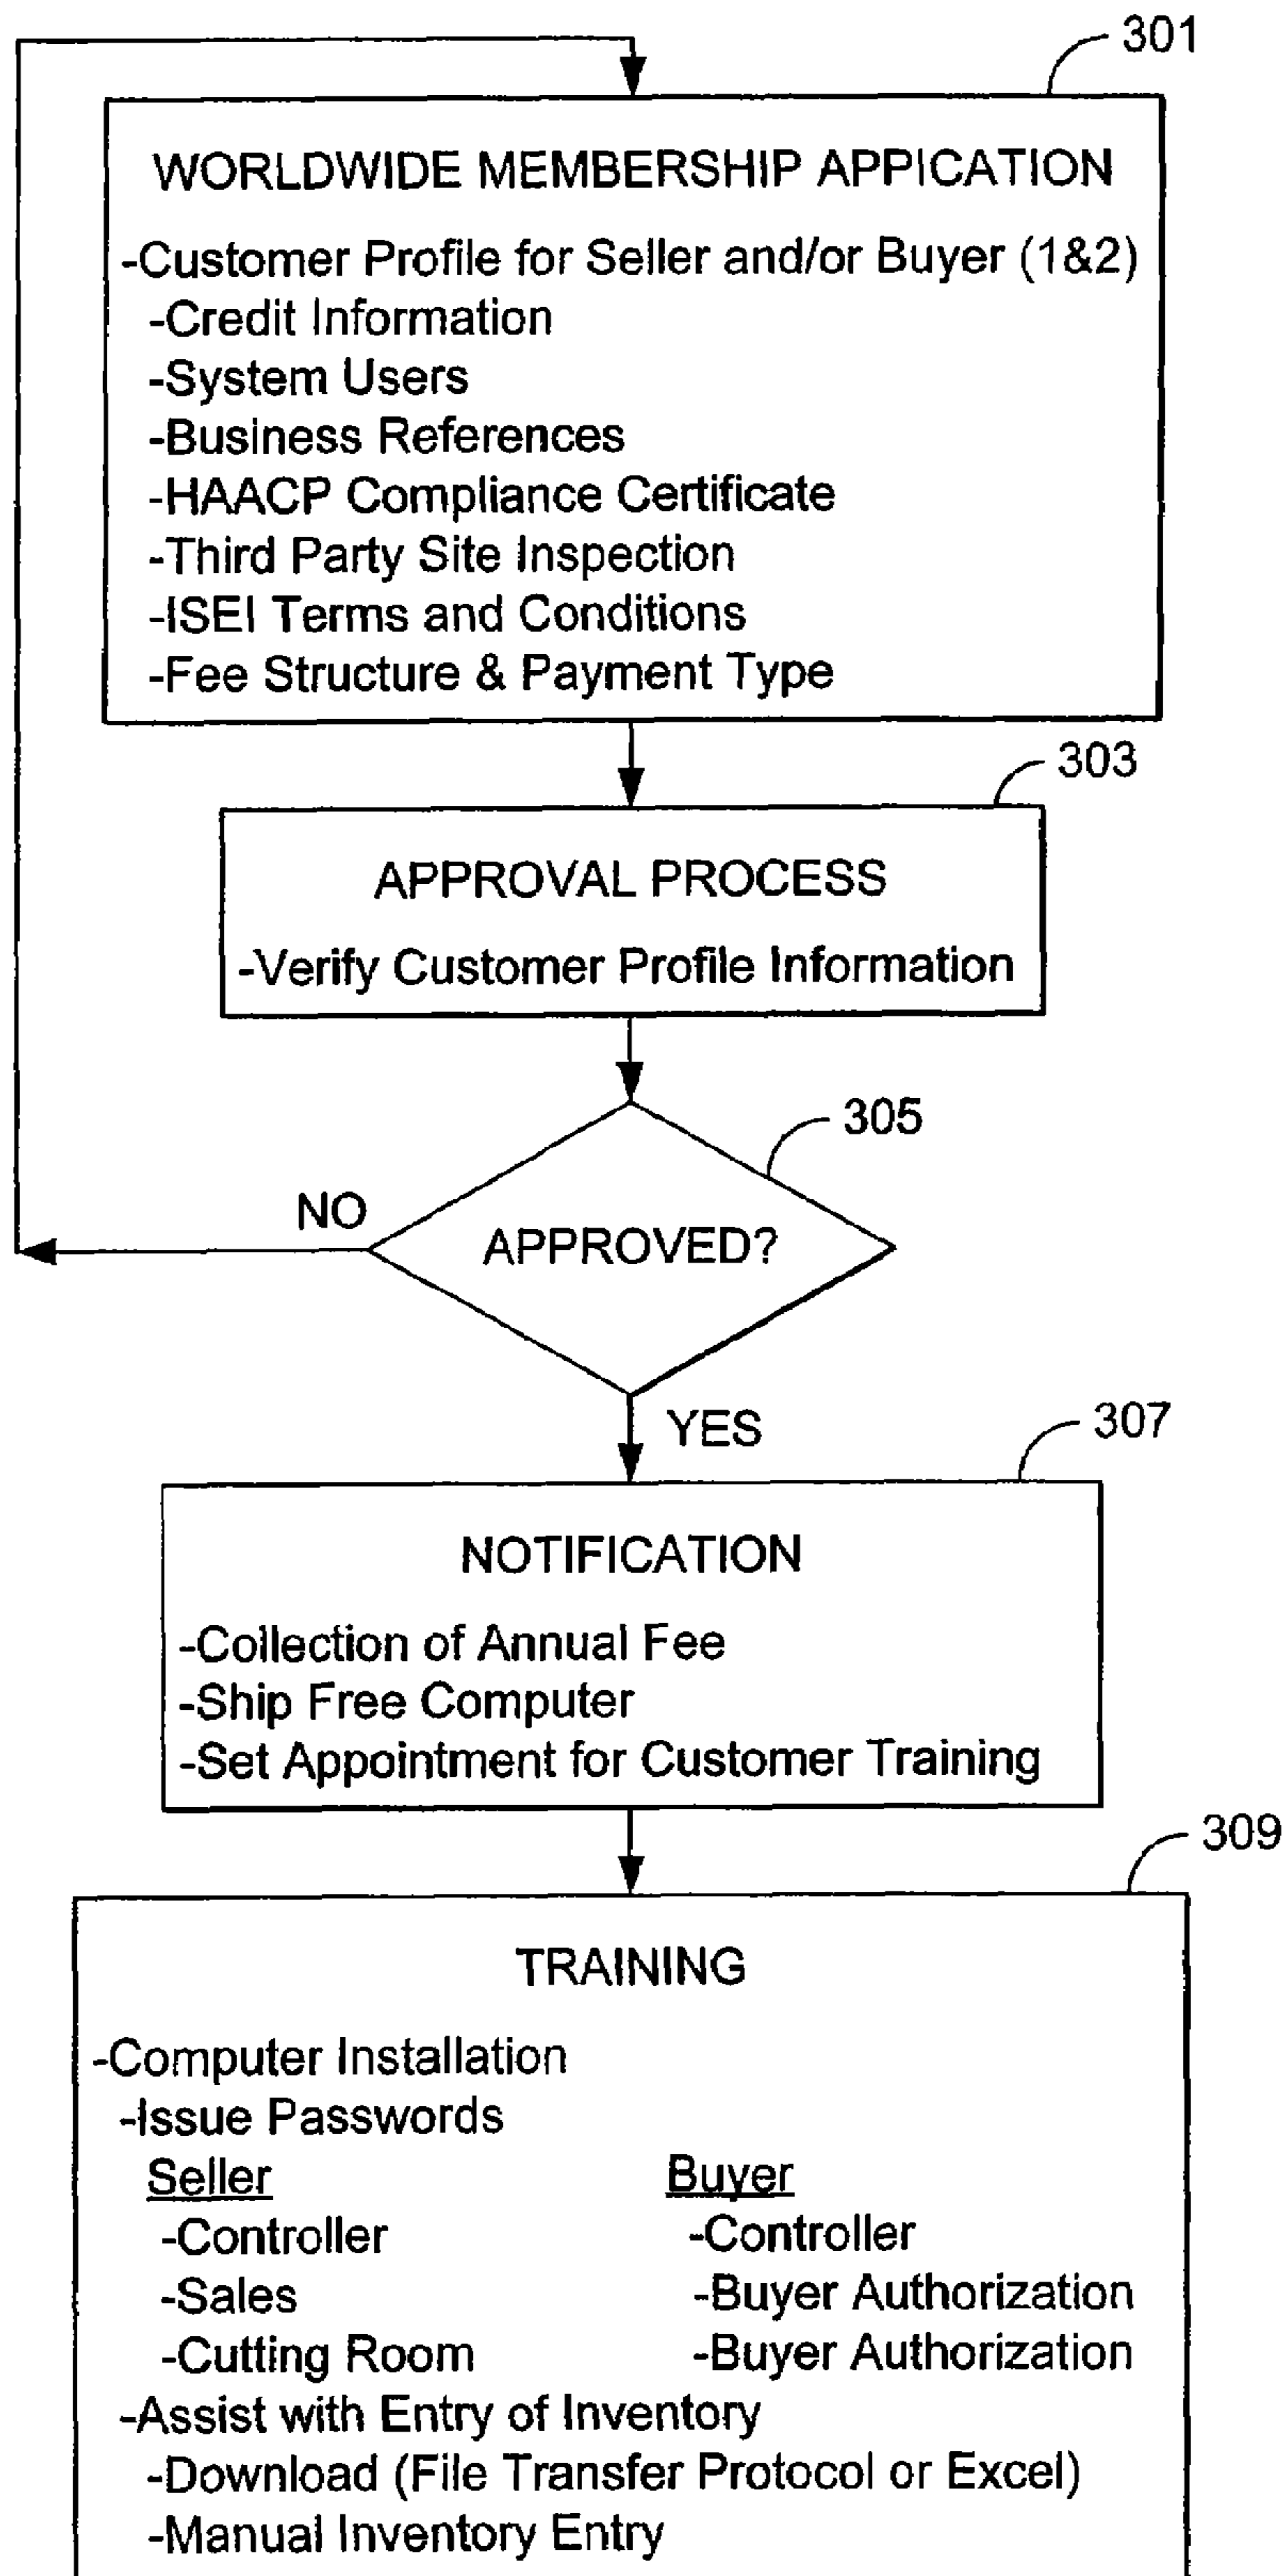 301
WORLDWIDE MEMBERSHIP APPICATION
-Customer Profile for Seller and/or Buyer (1&2)
-Credit Information
-System Users
-Business References
-HAACP Compliance Certificate
-Third Party Site Inspection
-ISEI Terms and Conditions
-Fee Structure & Payment Type
303
APPROVAL PROCESS
-Verify Customer Profile Information
305
NO
APPROVED?
YES
307
NOTIFICATION
-Collection of Annual Fee
-Ship Free Computer
-Set Appointment for Customer Training
309
TRAINING
-Computer Installation
-Issue Passwords
Seller Buyer
-Controller -Controller
-Sales -Buyer Authorization
-Cutting Room -Buyer Authorization
-Assist with Entry of Inventory
-Download (File Transfer Protocol or Excel)
-Manual Inventory Entry